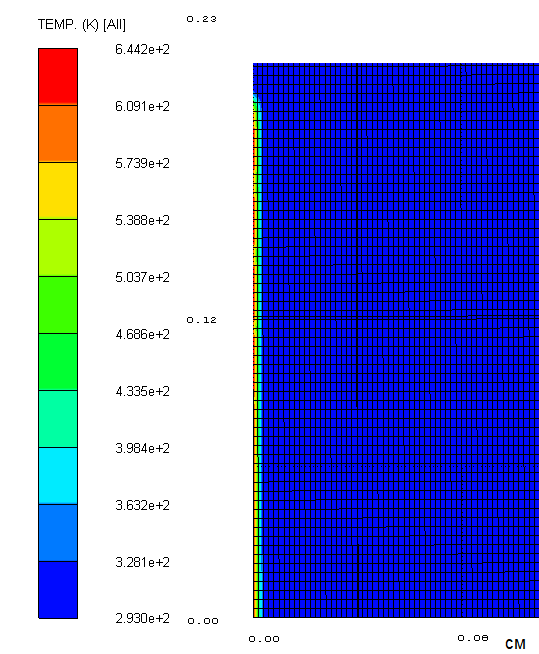 TEMP. (K) [All]
0.23
6.442e+2
6.091e+2
5.739e+2
5.388e+2
5.037e+2
0.12
4.686e+2
4.335e+2
3.984e+2
3.632e+2
3.281e+2
2.930e+2
0.00
0.00
0.06
CM